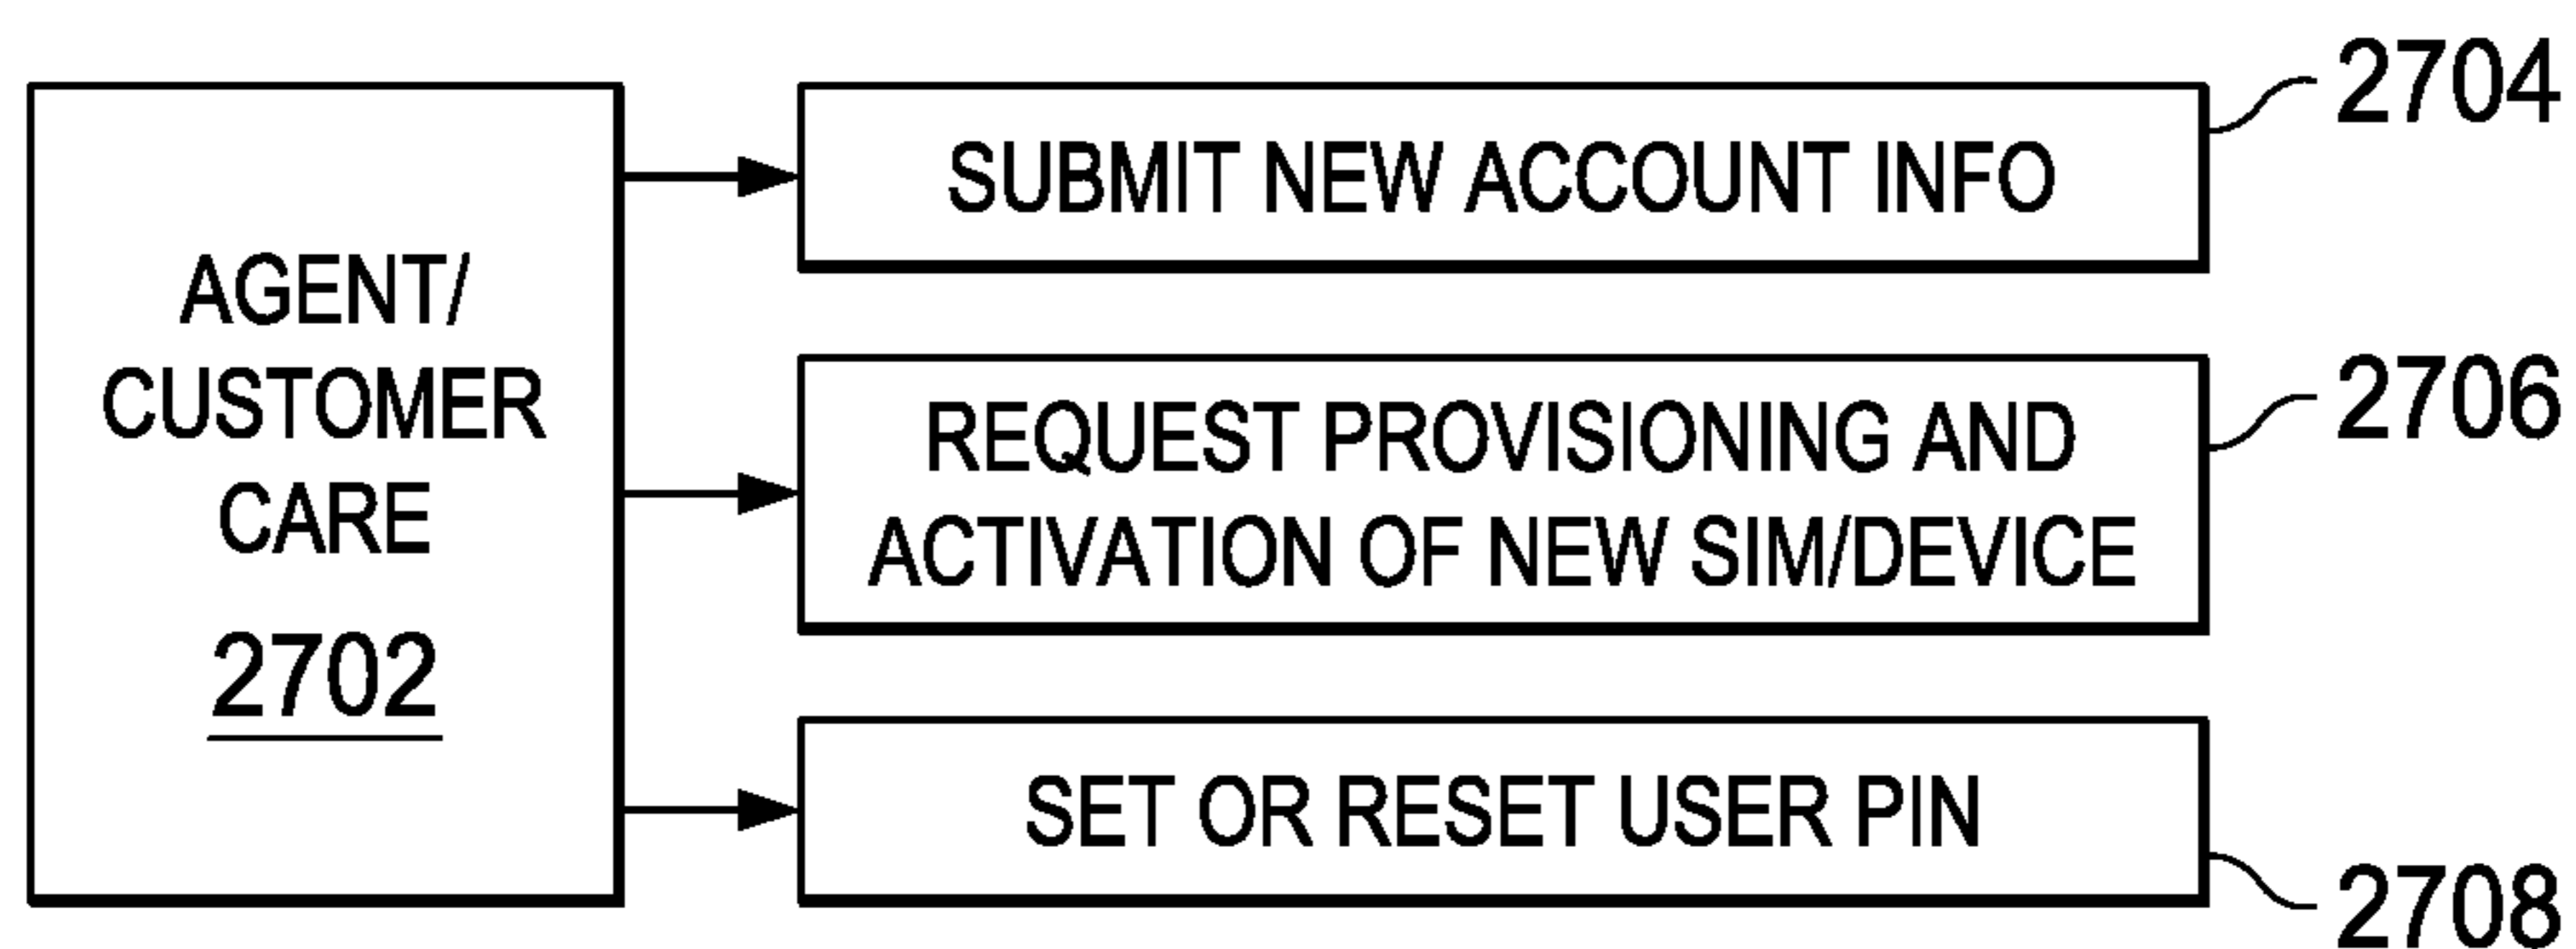 AGENT/
CUSTOMER
CARE
2702
SUBMIT NEW ACCOUNT INFO
2704
REQUEST PROVISIONING AND
ACTIVATION OF NEW SIM/DEVICE
2706
SET OR RESET USER PIN
2708